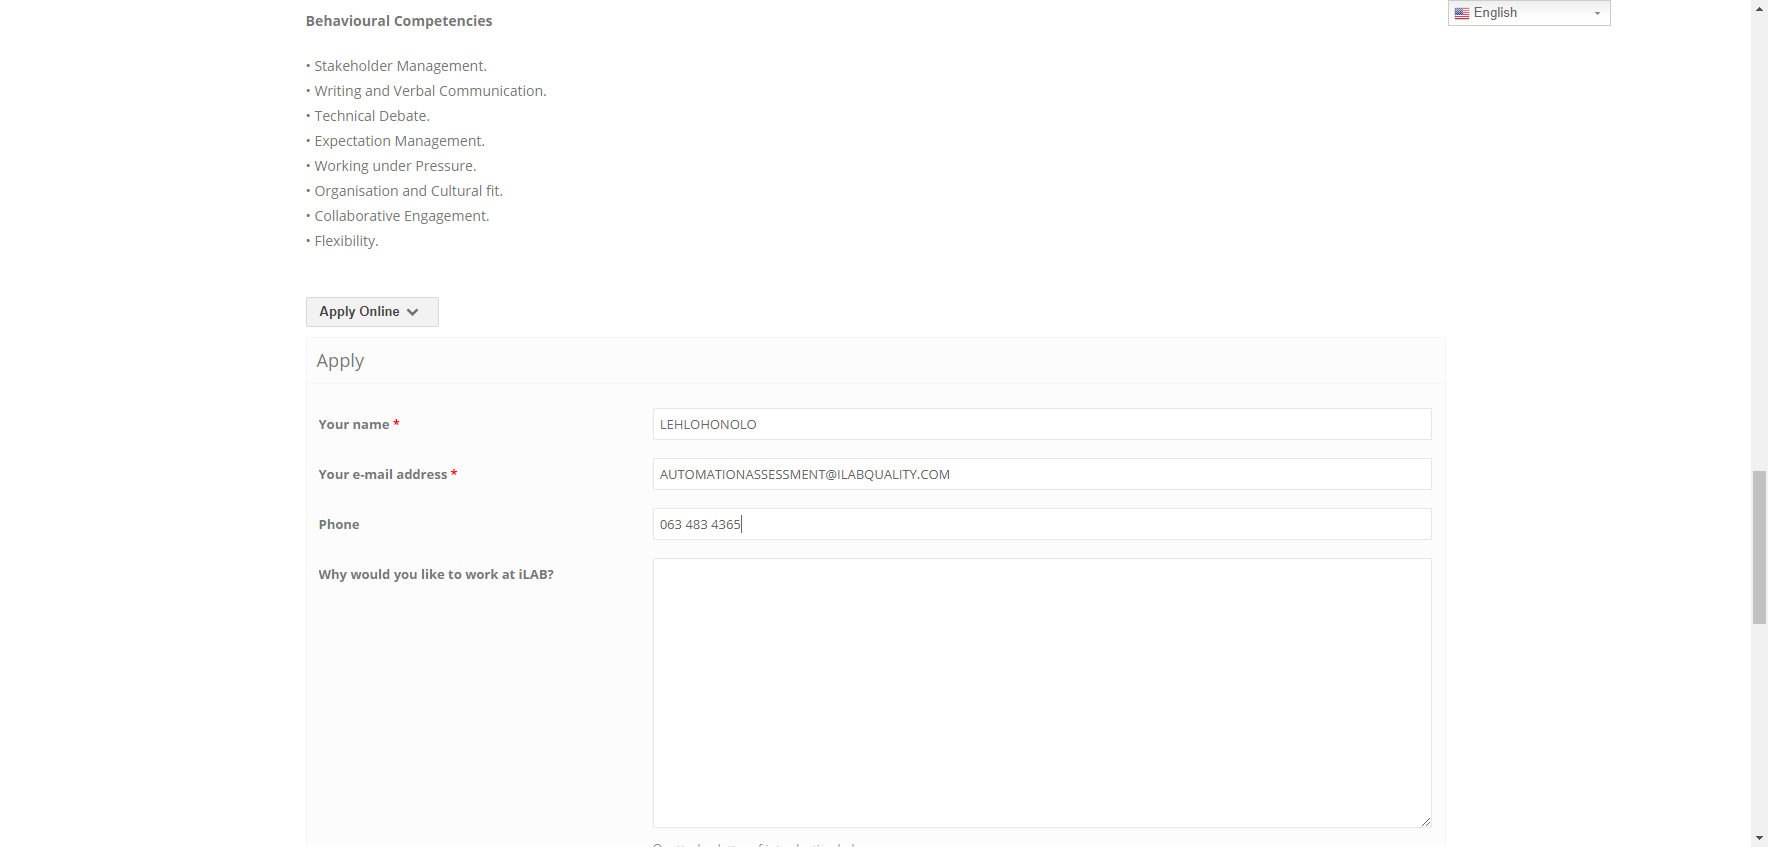 Behavioural Competencies
English
• Stakeholder Management.
• Writing and Verbal Communication.
• Technical Debate.
• Expectation Management.
• Working under Pressure.
• Organisation and Cultural fit.
• Collaborative Engagement.
• Flexibility.
Apply Online
Apply
Your name *
LEHLOHONOLO
Your e-mail address *
AUTOMATIONASSESSMENT@ILABQUALITY.COM
Phone
063 483 4365
Why would you like to work at iLAB?